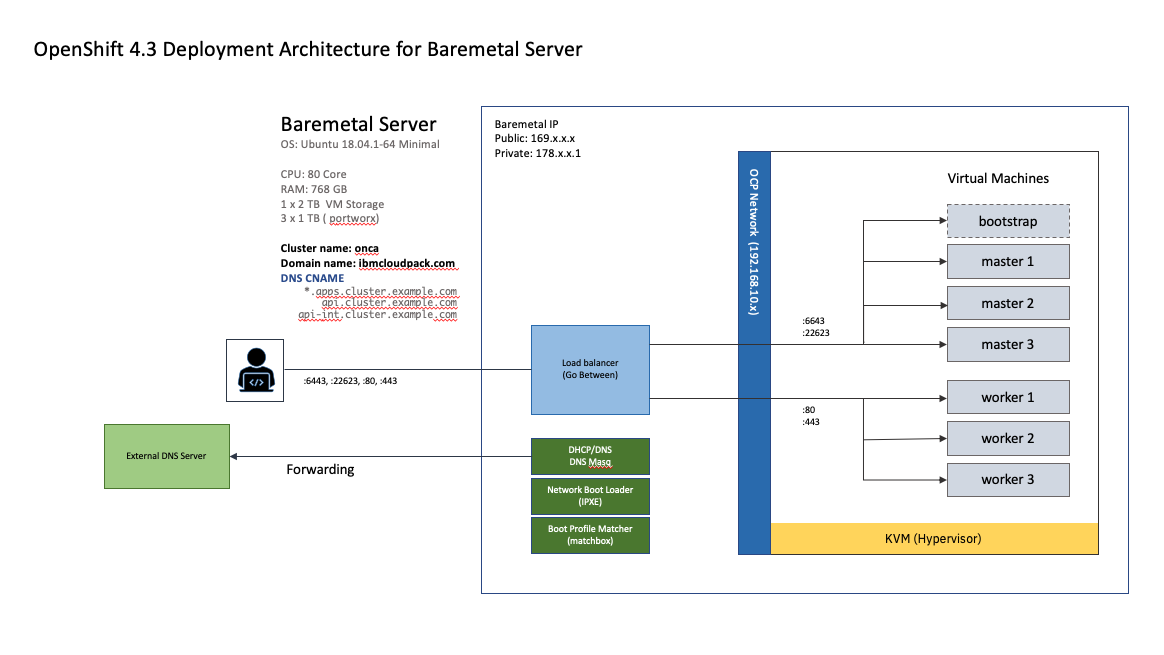 OpenShift 4.3 Deployment Architecture for Baremetal Server
Baremetal Server
OS: Ubuntu 18.04.1-64 Minimal
CPU: 80 Core
RAM: 768 GB
1 x 2 TB  VM Storage
3 x 1 TB ( portworx)
Cluster name: onca
Domain name: ibmcloudpack.com
DNS CNAME
*.apps.cluster.example.com
api.cluster.example.com
api-int.cluster.example.com
Baremetal IP
Public: 169.x.x.x
Private: 178.x.x.1
OCP Network (192.168.10.x)
Virtual Machines
bootstrap
master 1
master 2
master 3
worker 1
worker 2
worker 3
KVM (Hypervisor)
:6643
:22623
:80
:443
Load balancer
(Go Between)
:6443, :22623, :80, :443
External DNS Server
Forwarding
DHCP/DNS
DNS Masq
Network Boot Loader
(IPXE)
Boot Profile Matcher
(matchbox)